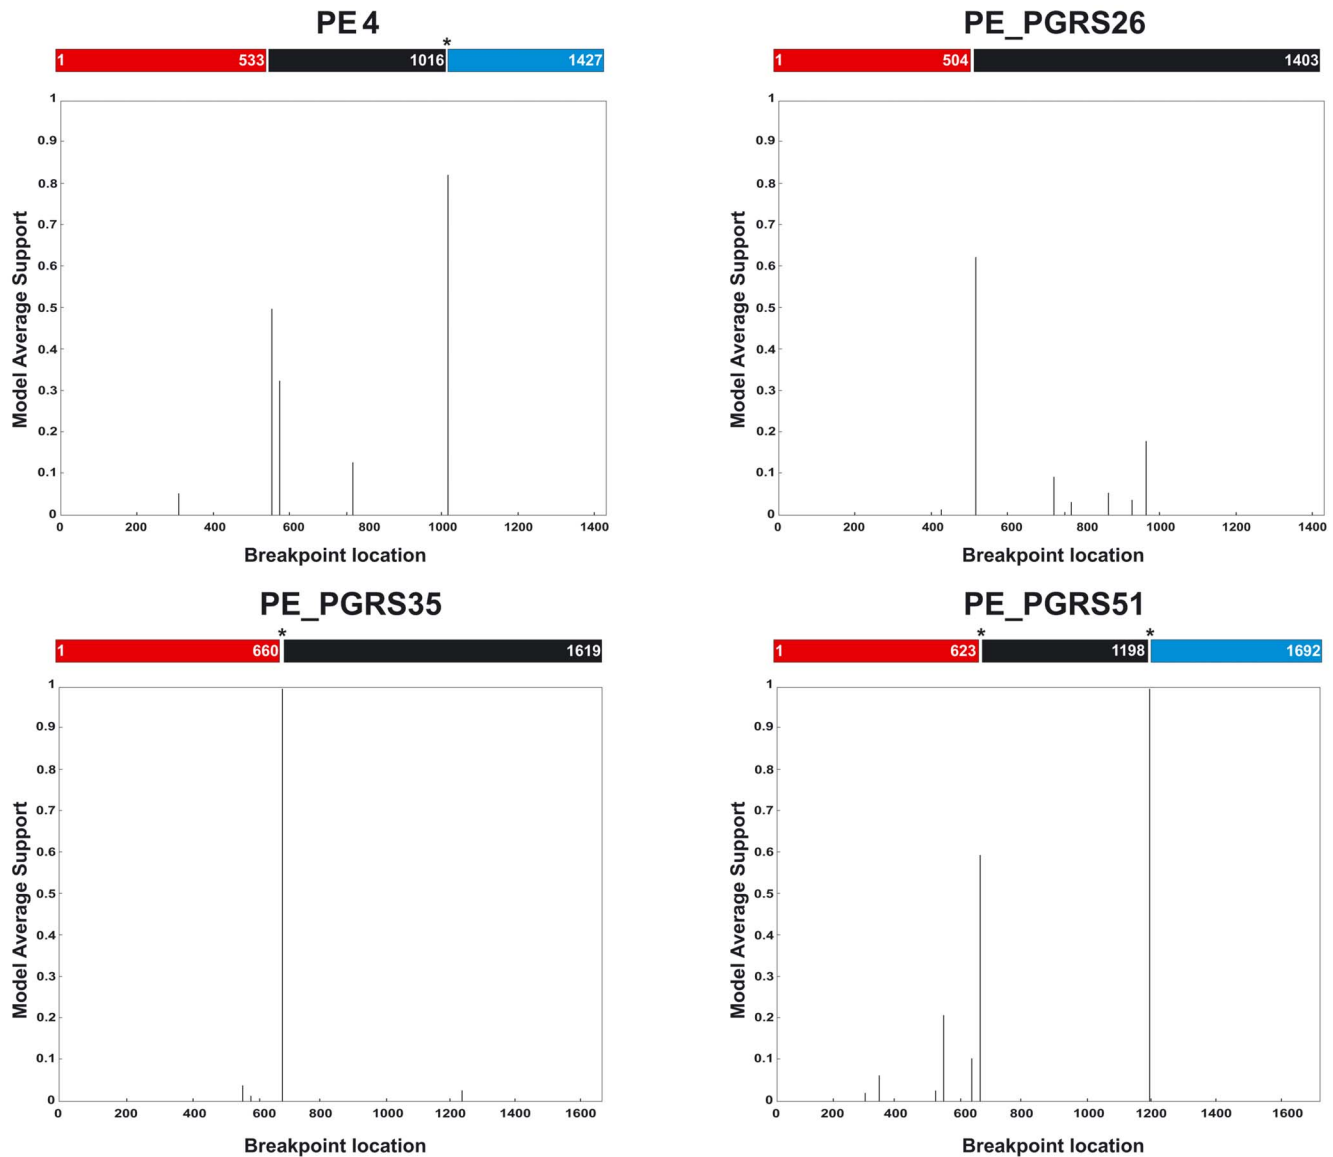 PE 4
*
1 533 1016 1427
1
0.9
0.8
0.7
0.6
0.5
0.4
0.3
0.2
0.1
0
Model Average Support
0 200 400 600 800 1000 1200 1400
Breakpoint location
PE_PGRS26
1 504 1403
1
0.9
0.8
0.7
0.6
0.5
0.4
0.3
0.2
0.1
0
Model Average Support
0 200 400 600 800 1000 1200 1400
Breakpoint location
PE_PGRS35
*
1 660 1619
1
0.9
0.8
0.7
0.6
0.5
0.4
0.3
0.2
0.1
0
Model Average Support
0 200 400 600 800 1000 1200 1400 1600
Breakpoint location
PE_PGRS51
* *
1 623 1198 1692
1
0.9
0.8
0.7
0.6
0.5
0.4
0.3
0.2
0.1
0
Model Average Support
0 200 400 600 800 1000 1200 1400 1600
Breakpoint location